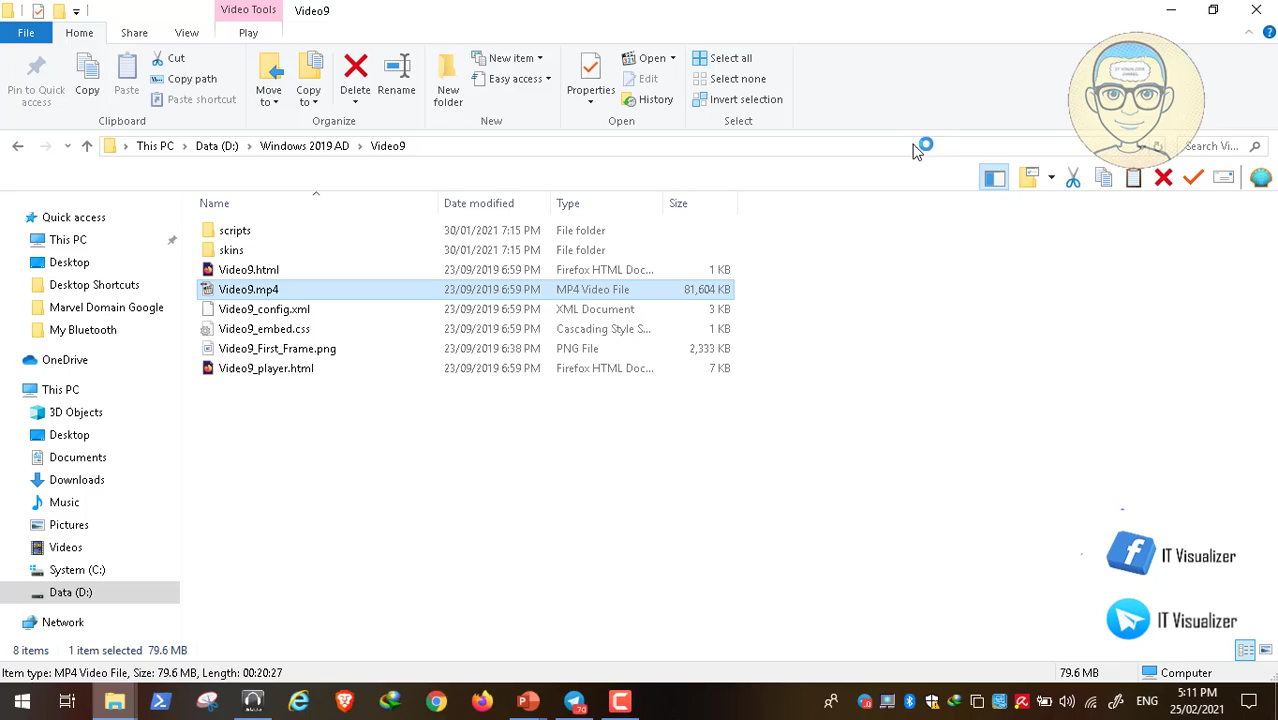 Video Tools
Video9
File
Home
Share
View
Play
Pin to Quick access
Copy
Paste
Cut
Copy path
Paste shortcut
Move to
Copy to
Delete
Rename
New folder
New item
Easy access
Properties
Open
Edit
History
Select all
Select none
Invert selection
Clipboard
Organize
New
Open
Select
IT VISUALIZER
CHANNEL
This PC > Data (D:) > Windows 2019 AD > Video9
Search Vi...
Name Date modified Type Size
scripts 30/01/2021 7:15 PM File folder
skins 30/01/2021 7:15 PM File folder
Video9.html 23/09/2019 6:59 PM Firefox HTML Doc... 1 KB
Video9.mp4 23/09/2019 6:59 PM MP4 Video File 81,604 KB
Video9_config.xml 23/09/2019 6:59 PM XML Document 3 KB
Video9_embed.css 23/09/2019 6:59 PM Cascading Style S... 1 KB
Video9_First_Frame.png 23/09/2019 6:38 PM PNG File 2,333 KB
Video9_player.html 23/09/2019 6:59 PM Firefox HTML Doc... 7 KB
Quick access
This PC
Desktop
Desktop Shortcuts
Marvel Domain Google
My Bluetooth
OneDrive
This PC
3D Objects
Desktop
Documents
Downloads
Music
Pictures
Videos
System (C:)
Data (D:)
Network
IT Visualizer
IT Visualizer
8 items 1 item selected 79.6 MB
Item type: MP4 Video File, Size: 79.6 MB, Length: 00:20:27 79.6 MB Computer
70
ENG
5:11 PM
25/02/2021